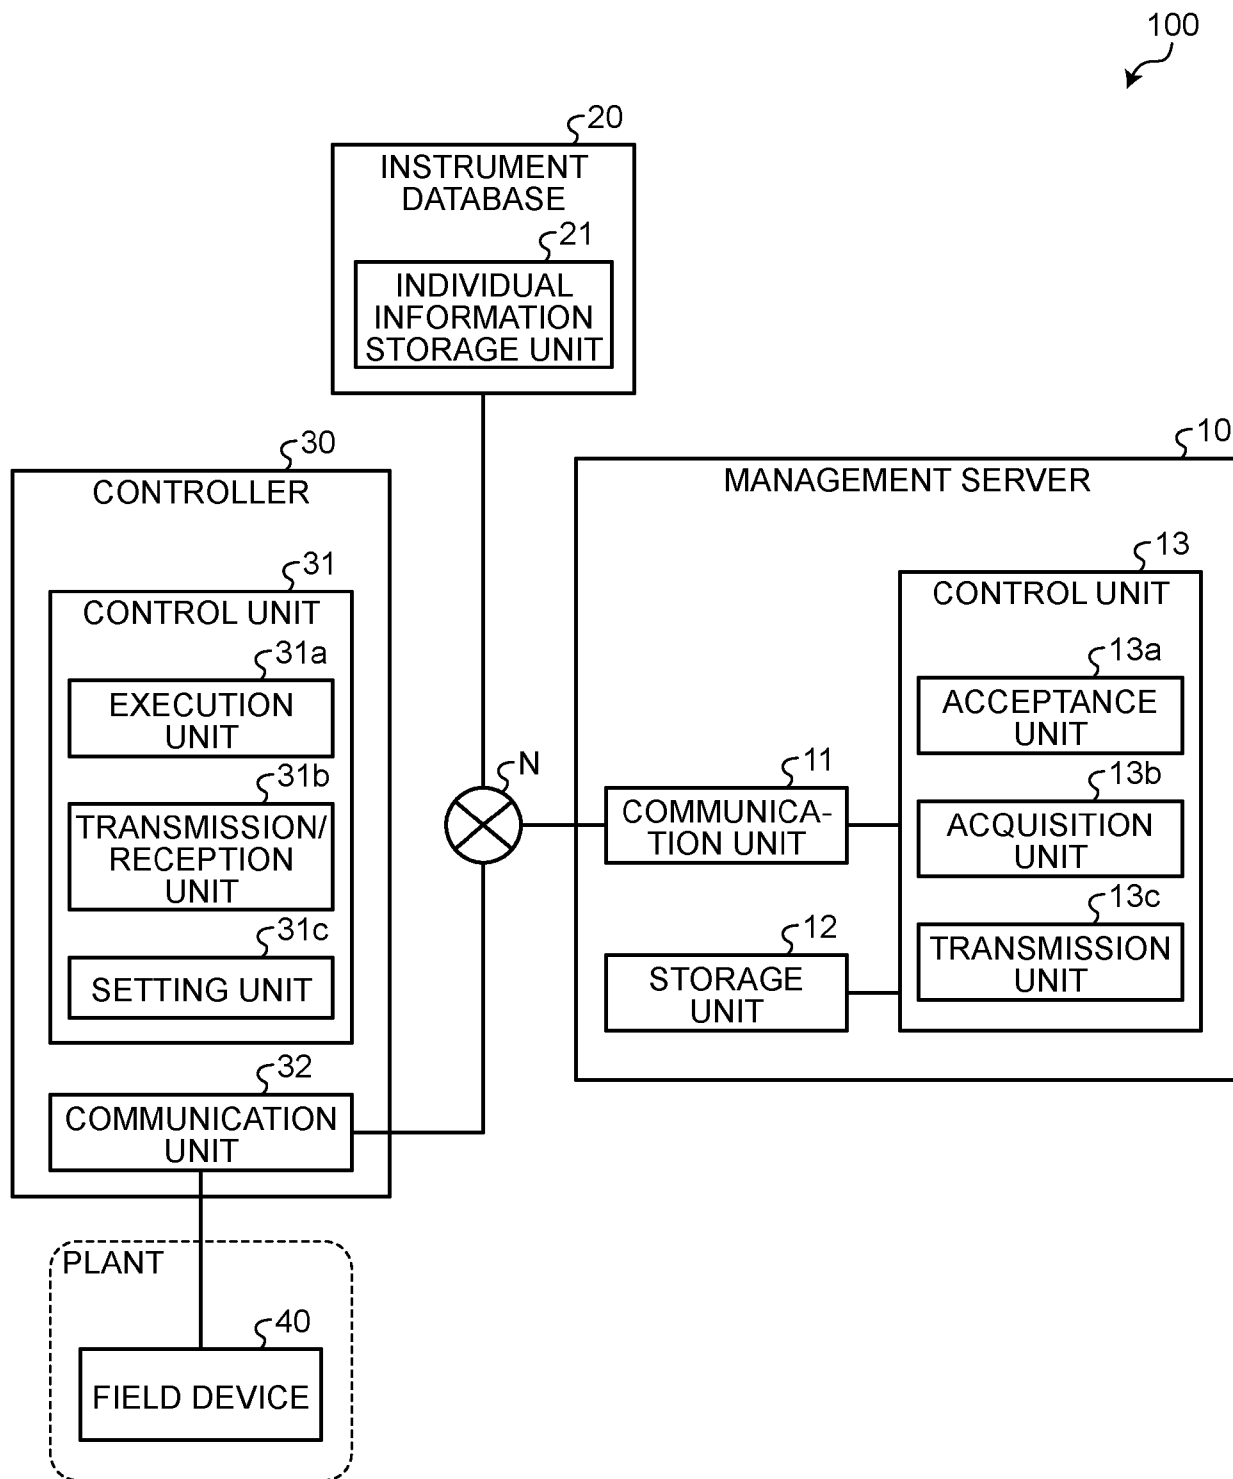 100
20
INSTRUMENT
DATABASE
21
INDIVIDUAL
INFORMATION
STORAGE UNIT
30
CONTROLLER
31
CONTROL UNIT
31a
EXECUTION
UNIT
31b
TRANSMISSION/
RECEPTION
UNIT
31c
SETTING UNIT
32
COMMUNICATION
UNIT
N
10
MANAGEMENT SERVER
11
COMMUNICA-
TION UNIT
12
STORAGE
UNIT
13
CONTROL UNIT
13a
ACCEPTANCE
UNIT
13b
ACQUISITION
UNIT
13c
TRANSMISSION
UNIT
PLANT
40
FIELD DEVICE